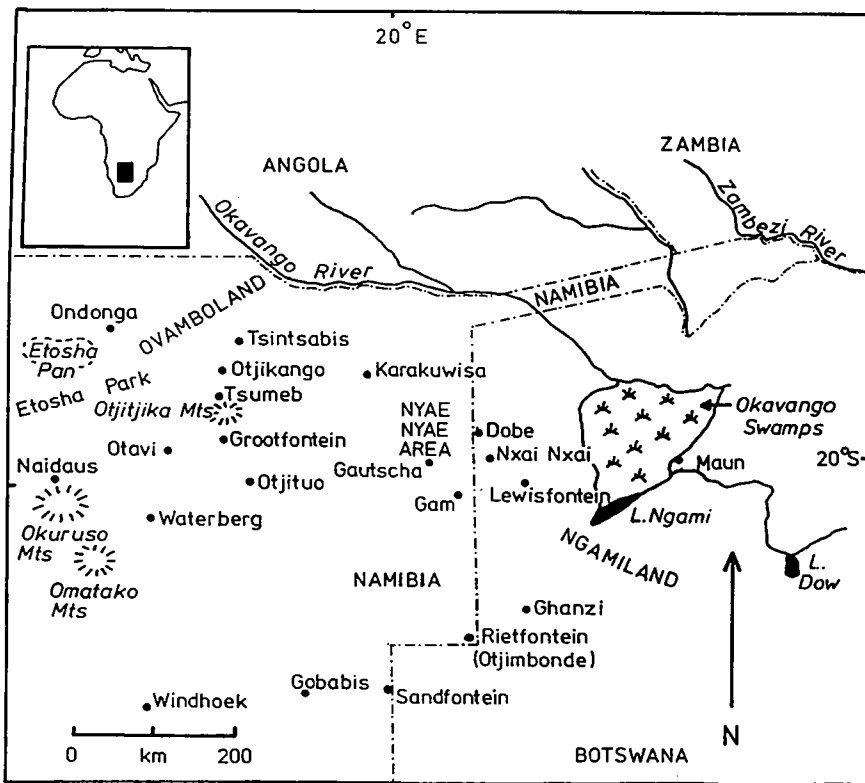 20°E
ZAMBIA
ANGOLA
Zambezi River
Okavango River
NAMIBIA
Ondonga
OVAMBOLAND
Tsintsabis
Etosha
Pan
Otjikango
Karakuwisa
Etosha Park
Tsumeb
Otjitjika Mts
NYAE
NYAE
AREA
Dobe
Okavango
Swamps
Grootfontein
Otavi
Nxai Nxai
20°S
Naidaus
Gautscha
Maun
Otjituo
Lewisfontein
Gam
L.Ngami
Waterberg
Okuruso
Mts
NGAMILAND
Omatako
Mts
NAMIBIA
L.
Dow
Ghanzi
Rietfontein
(Otjimbonde)
Gobabis
Sandfontein
Windhoek
0 km 200
N
BOTSWANA